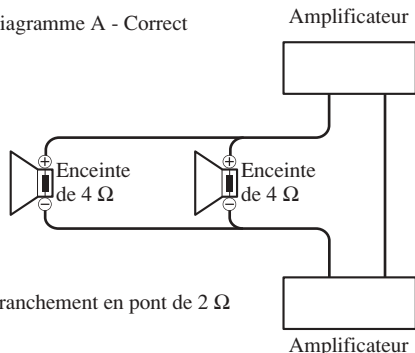 iagramme A - Correct
Amplificateur
Enceinte
de 4 Ω
Enceinte
de 4 Ω
ranchement en pont de 2 Ω
Amplificateur